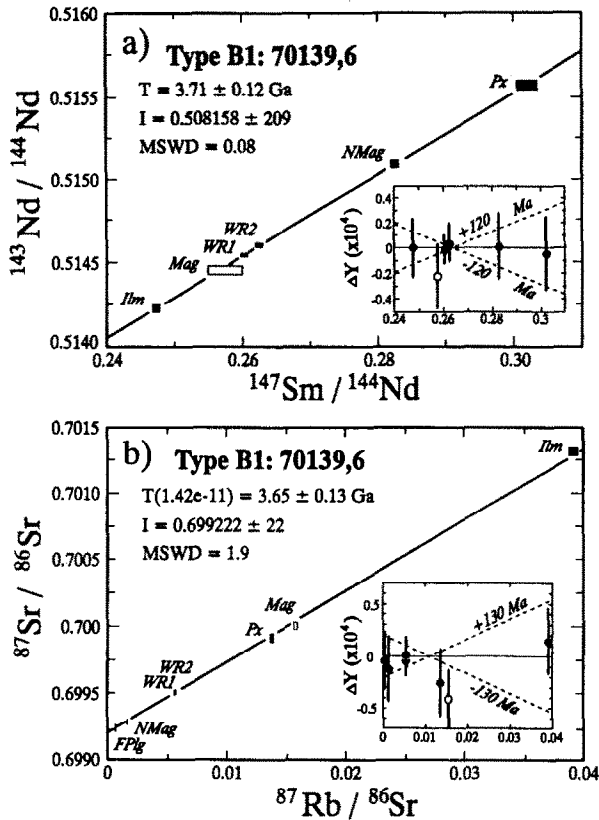 a) Type B1: 70139,6
T = 3.71 ± 0.12 Ga
I = 0.508158 ± 209
MSWD = 0.08
0.5160
0.5155
0.5150
0.5145
0.5140
143Nd / 144Nd
Px
NMag
WR2
WR1
Mag
Ilm
0.4
0.2
0
-0.2
-0.4
ΔY (x10⁴)
+120 Ma
-120 Ma
0.24 0.26 0.28 0.3
0.24 0.26 0.28 0.30
147Sm / 144Nd
b) Type B1: 70139,6
T(1.42e-11) = 3.65 ± 0.13 Ga
I = 0.699222 ± 22
MSWD = 1.9
0.7015
0.7010
0.7005
0.700
0.6995
0.6990
87Sr / 86Sr
Ilm
Mag
Px
WR2
WR1
NMag
FPlg
0.5
0
-0.5
ΔY (x10⁴)
+130 Ma
-130 Ma
0 0.01 0.02 0.03 0.04
0 0.01 0.02 0.03 0.04
87Rb / 86Sr